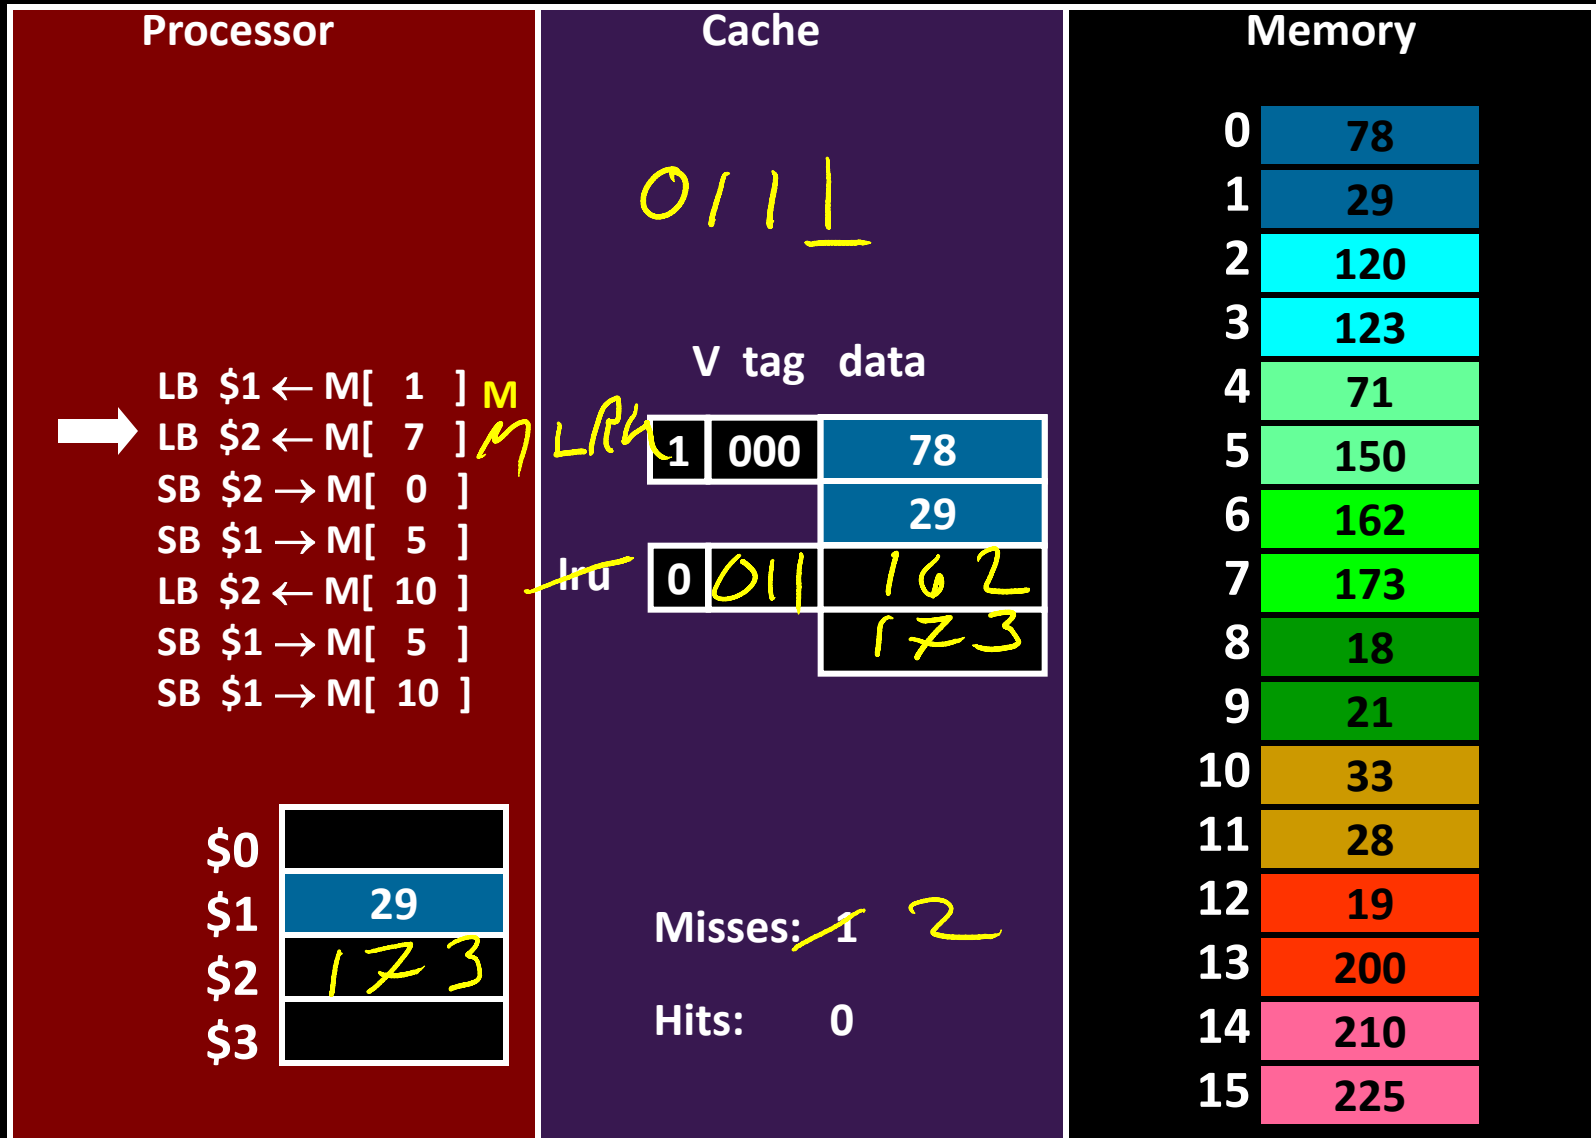 Processor
LB $1 ← M[ 1 ] M
LB $2 ← M[ 7 ] M
SB $2 → M[ 0 ]
SB $1 → M[ 5 ]
LB $2 ← M[ 10 ]
SB $1 → M[ 5 ]
SB $1 → M[ 10 ]
$0
$1 29
$2 173
$3
Cache
0111
V tag data
LRU 1 000 78
29
lru 0 011 162
173
Misses: 1 2
Hits: 0
Memory
0 78
1 29
2 120
3 123
4 71
5 150
6 162
7 173
8 18
9 21
10 33
11 28
12 19
13 200
14 210
15 225